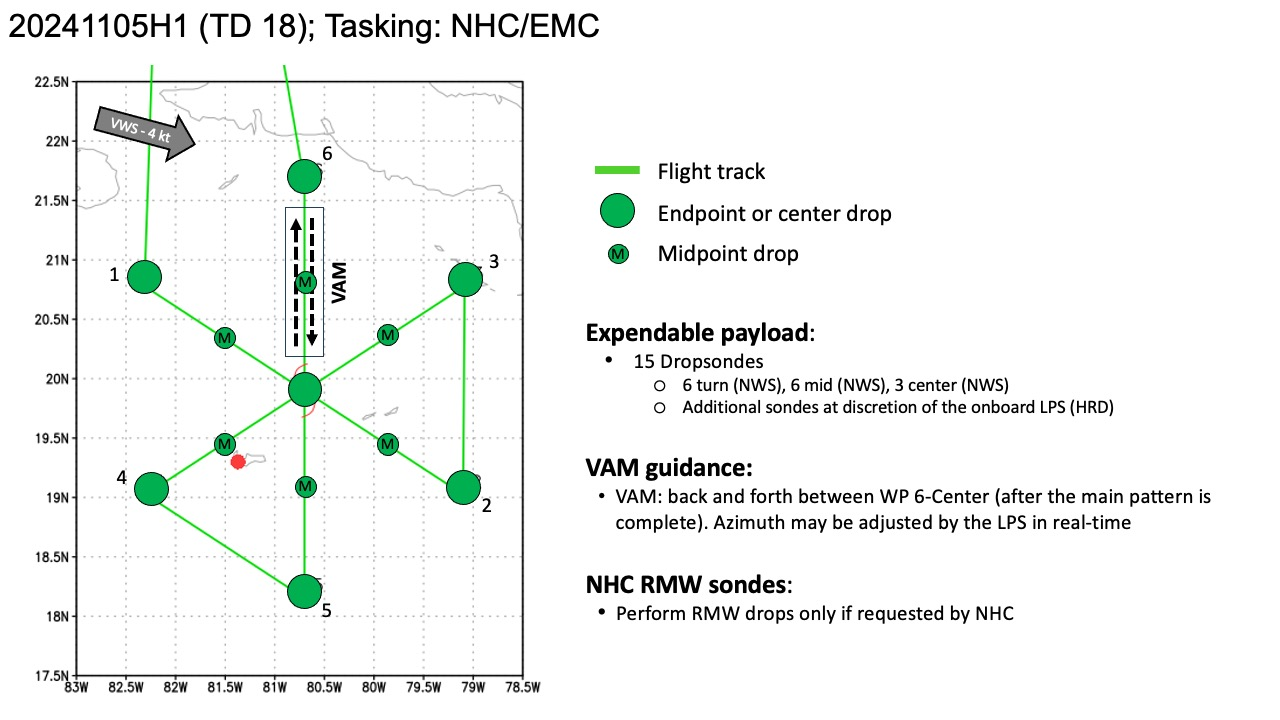 20241105H1 (TD 18); Tasking: NHC/EMC
22.5N
22N
21.5N
21N
20.5N
20N
19.5N
19N
18.5N
18N
17.5N
83W
82.5W
82W
81.5W
81W
80.5W
80W
79.5W
79W
78.5W
VWS - 4 kt
6
1
3
M
VAM
M
M
M
M
4
M
2
5
Flight track
Endpoint or center drop
M
Midpoint drop
Expendable payload:
• 15 Dropsondes
○ 6 turn (NWS), 6 mid (NWS), 3 center (NWS)
○ Additional sondes at discretion of the onboard LPS (HRD)
VAM guidance:
• VAM: back and forth between WP 6-Center (after the main pattern is
complete). Azimuth may be adjusted by the LPS in real-time
NHC RMW sondes:
• Perform RMW drops only if requested by NHC